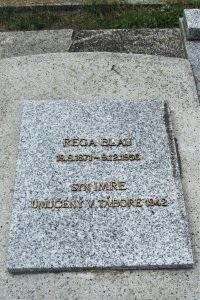 REGA BLAU
SYN IMRE
UMUČENÝ V TÁBORE 1942